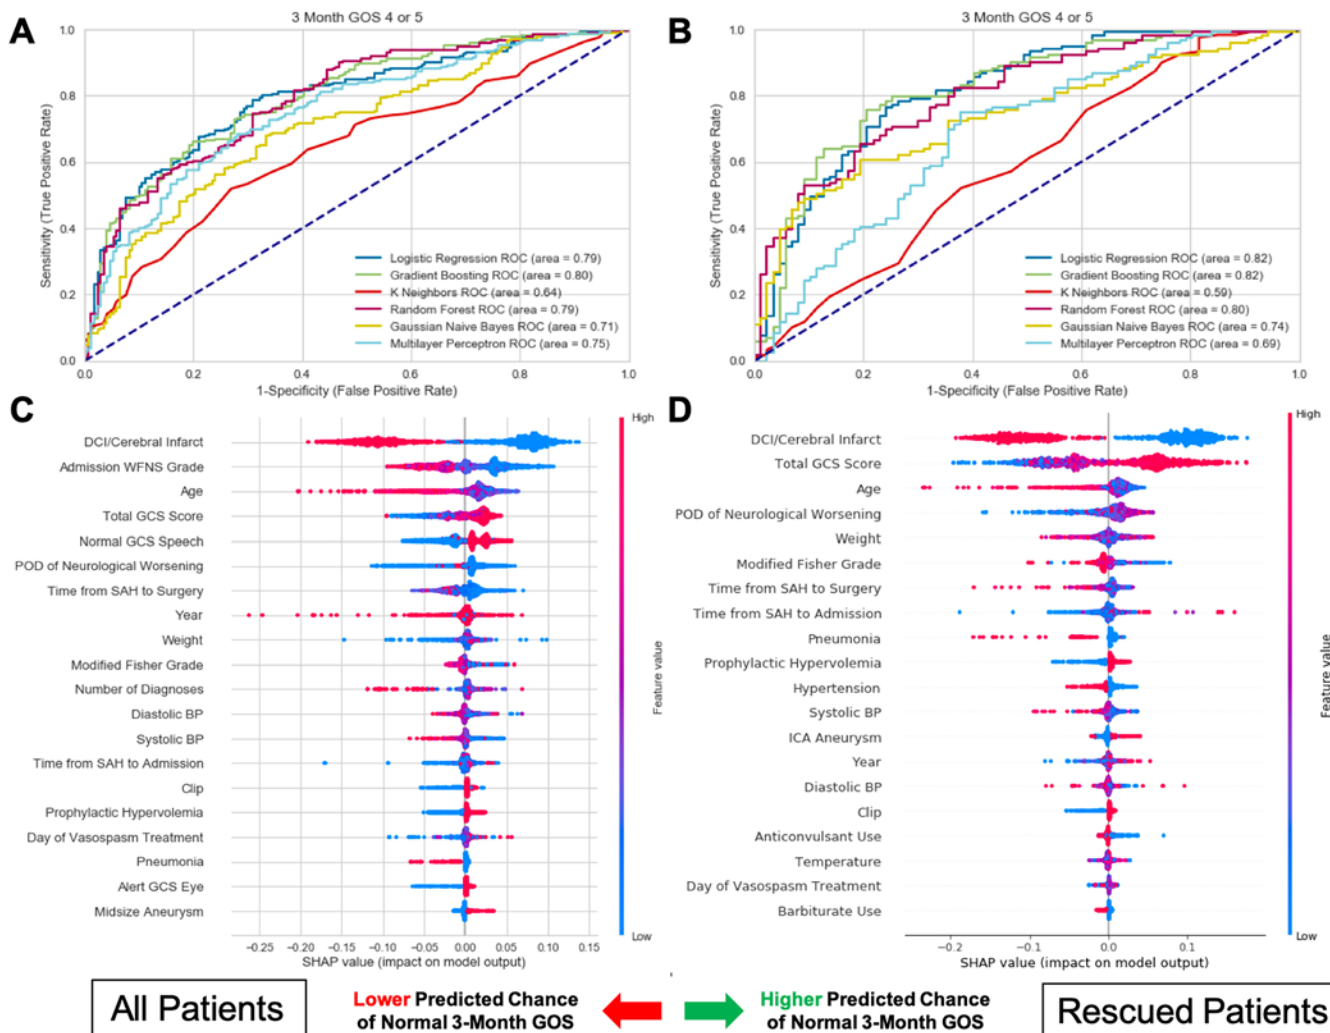 A
3 Month GOS 4 or 5
Sensitivity (True Positive Rate)
1.0
0.8
0.6
0.4
0.2
0.0
Logistic Regression ROC (area = 0.79)
Gradient Boosting ROC (area = 0.80)
K Neighbors ROC (area = 0.64)
Random Forest ROC (area = 0.79)
Gaussian Naive Bayes ROC (area = 0.71)
Multilayer Perceptron ROC (area = 0.75)
0.0 0.2 0.4 0.6 0.8 1.0
1-Specificity (False Positive Rate)
B
3 Month GOS 4 or 5
Sensitivity (True Positive Rate)
1.0
0.8
0.6
0.4
0.2
0.0
Logistic Regression ROC (area = 0.82)
Gradient Boosting ROC (area = 0.82)
K Neighbors ROC (area = 0.59)
Random Forest ROC (area = 0.80)
Gaussian Naive Bayes ROC (area = 0.74)
Multilayer Perceptron ROC (area = 0.69)
0.0 0.2 0.4 0.6 0.8 1.0
1-Specificity (False Positive Rate)
C
DCI/Cerebral Infarct
Admission WFNS Grade
Age
Total GCS Score
Normal GCS Speech
POD of Neurological Worsening
Time from SAH to Surgery
Year
Weight
Modified Fisher Grade
Number of Diagnoses
Diastolic BP
Systolic BP
Time from SAH to Admission
Clip
Prophylactic Hypervolemia
Day of Vasospasm Treatment
Pneumonia
Alert GCS Eye
Midsize Aneurysm
−0.25 −0.20 −0.15 −0.10 −0.05 0.00 0.05 0.10 0.15
SHAP value (impact on model output)
High
Feature value
Low
D
DCI/Cerebral Infarct
Total GCS Score
Age
POD of Neurological Worsening
Weight
Modified Fisher Grade
Time from SAH to Surgery
Time from SAH to Admission
Pneumonia
Prophylactic Hypervolemia
Hypertension
Systolic BP
ICA Aneurysm
Year
Diastolic BP
Clip
Anticonvulsant Use
Temperature
Day of Vasospasm Treatment
Barbiturate Use
−0.2 −0.1 0.0 0.1
SHAP value (impact on model output)
High
Feature value
Low
All Patients
Lower Predicted Chance
of Normal 3-Month GOS
Higher Predicted Chance
of Normal 3-Month GOS
Rescued Patients